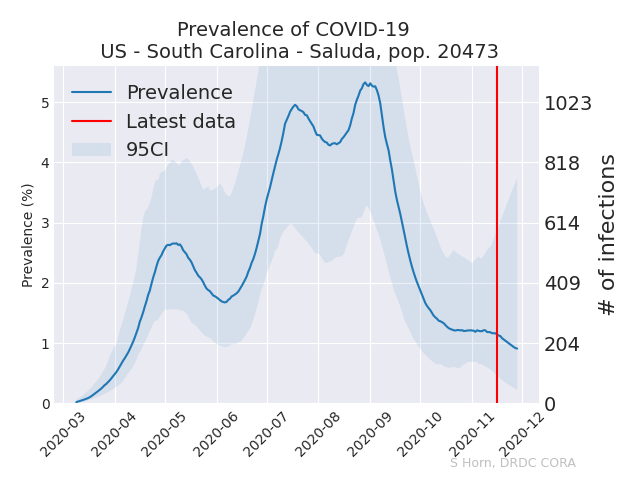 Prevalence of COVID-19
US - South Carolina - Saluda, pop. 20473
Prevalence
Latest data
95CI
Prevalence (%)
5
4
3
2
1
0
1023
818
614
409
204
0
# of infections
2020-03
2020-04
2020-05
2020-06
2020-07
2020-08
2020-09
2020-10
2020-11
2020-12
S Horn, DRDC CORA